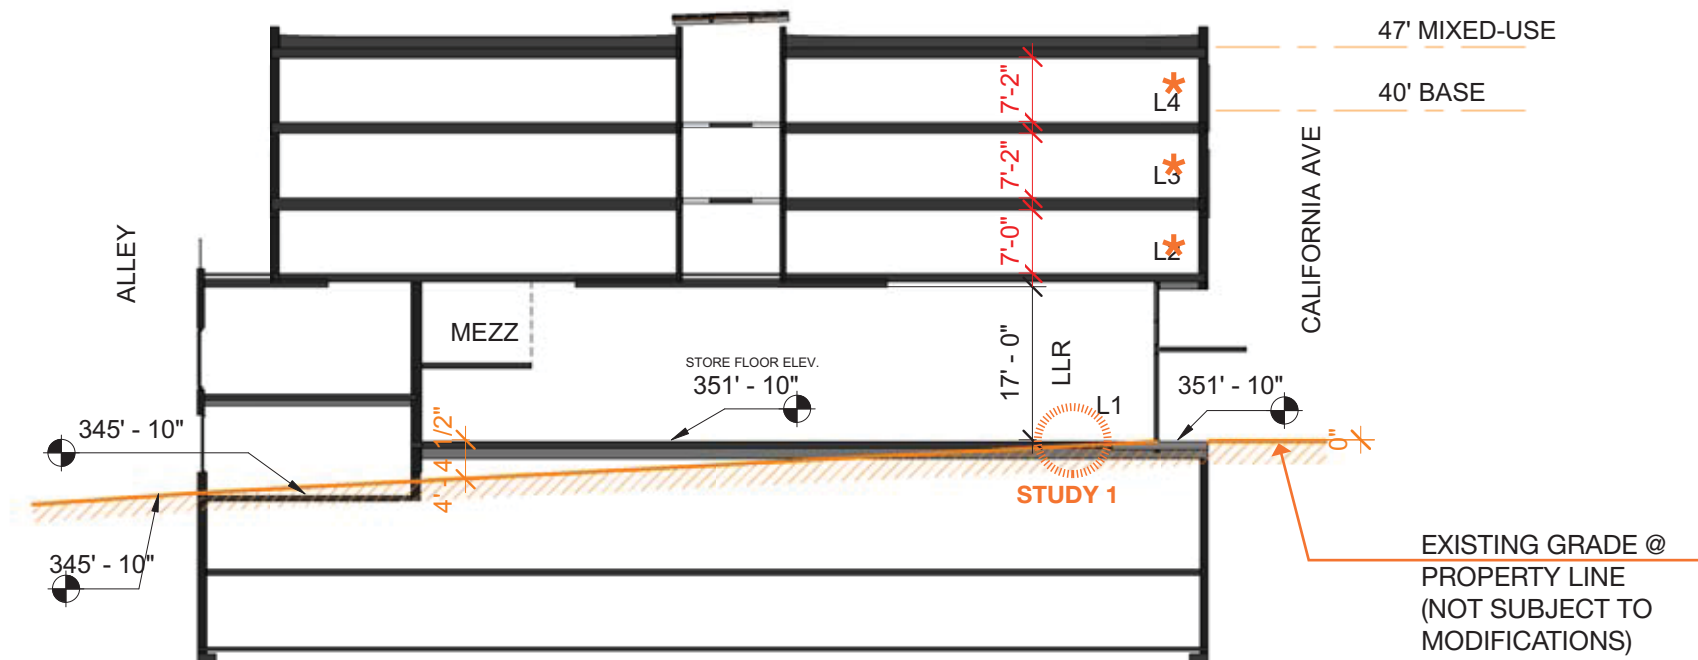 47' MIXED-USE
40' BASE
7'-2"
L4
7'-2"
L3
7'-0"
L2
ALLEY
CALIFORNIA AVE
MEZZ
STORE FLOOR ELEV.
351' - 10"
17' - 0"
LLR
L1
351' - 10"
345' - 10"
4' - 4 1/2"
0"
STUDY 1
345' - 10"
EXISTING GRADE @
PROPERTY LINE
(NOT SUBJECT TO
MODIFICATIONS)